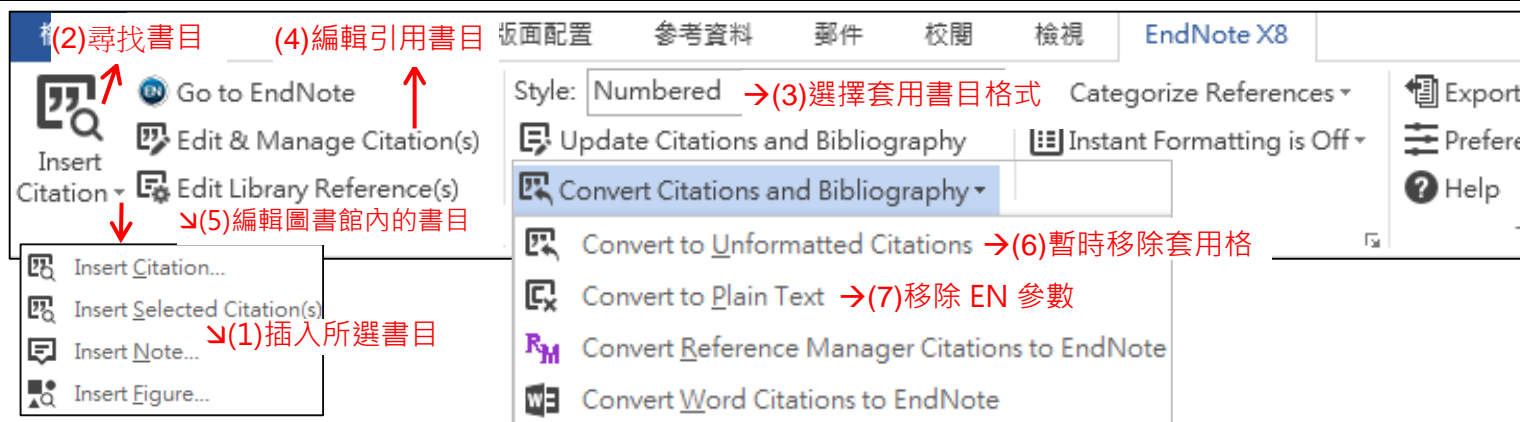 (2)尋找書目
(4)編輯引用書目
版面配置
參考資料
郵件
校閱
檢視
EndNote X8
Insert
Citation
Go to EndNote
Edit & Manage Citation(s)
Edit Library Reference(s)
(5)編輯圖書館內的書目
Style: Numbered
→(3)選擇套用書目格式
Update Citations and Bibliography
Convert Citations and Bibliography
Categorize References
Instant Formatting is Off
Export
Prefere
Help
Insert Citation...
Insert Selected Citation(s)
(1)插入所選書目
Insert Note...
Insert Figure...
Convert to Unformatted Citations
→(6)暫時移除套用格
Convert to Plain Text
→(7)移除 EN 參數
Convert Reference Manager Citations to EndNote
Convert Word Citations to EndNote